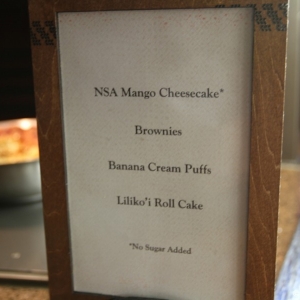 NSA Mango Cheesecake*
Brownies
Banana Cream Puffs
Liliko'i Roll Cake
*No Sugar Added